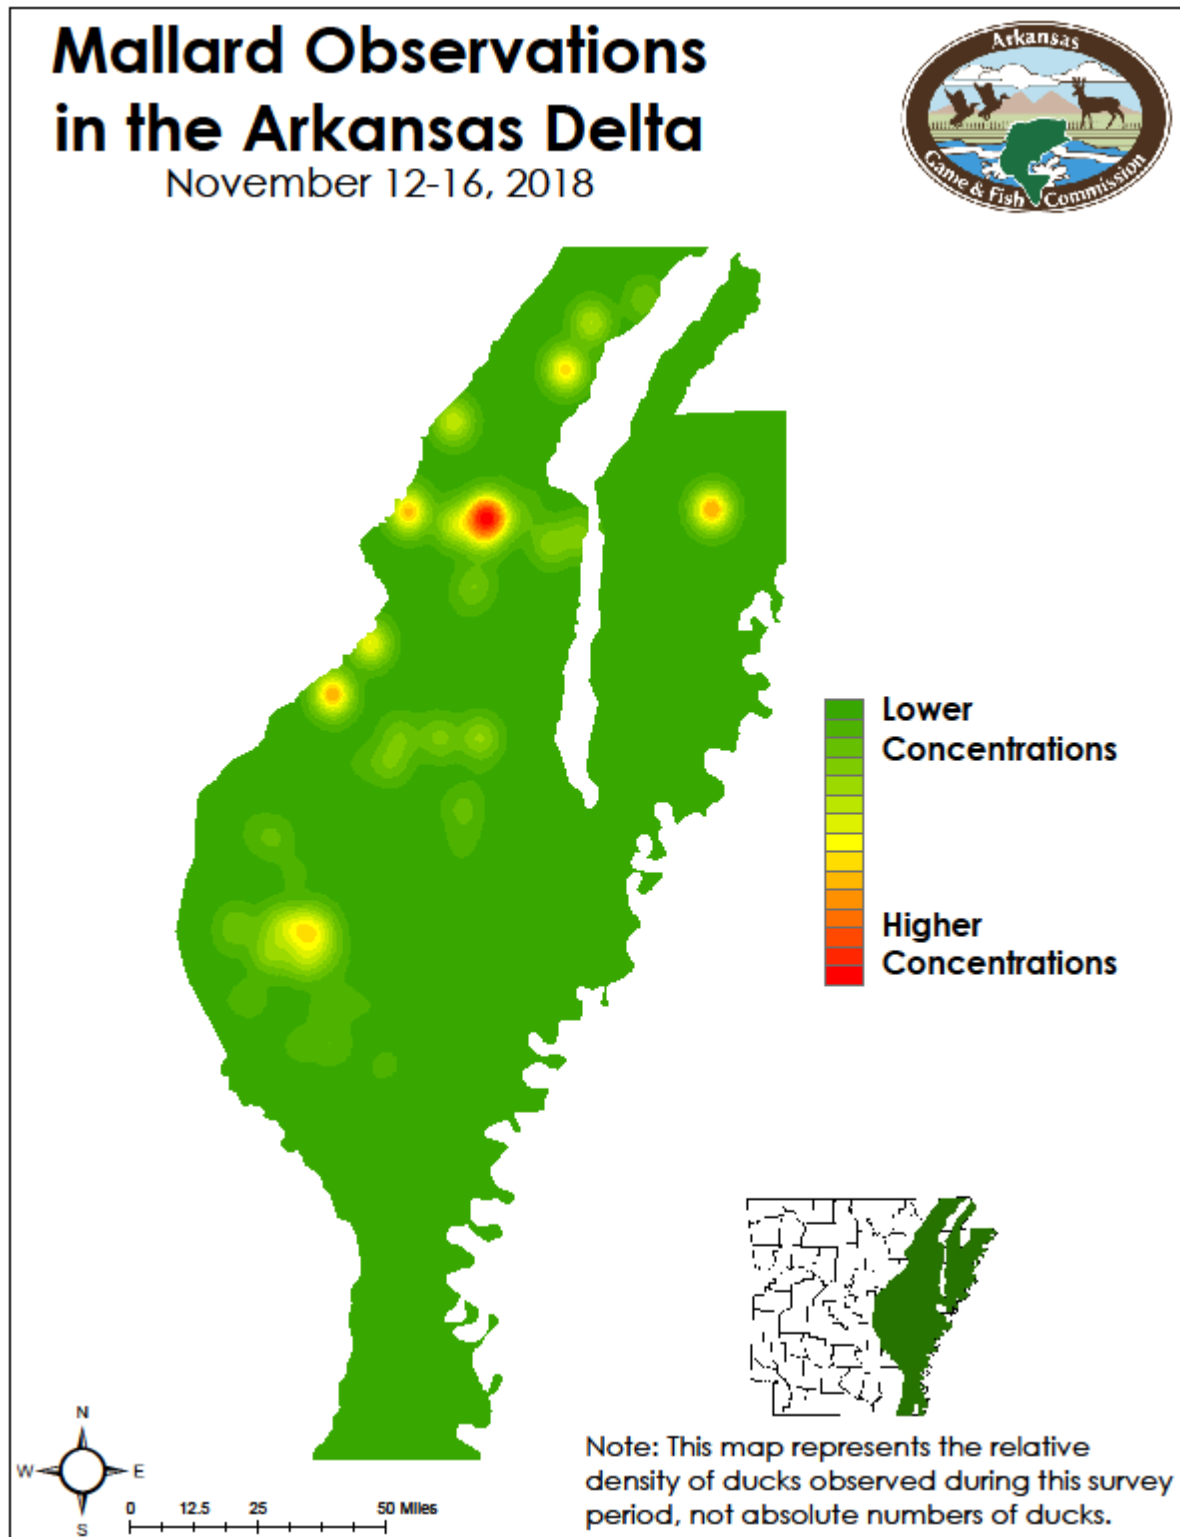 Mallard Observations
in the Arkansas Delta
November 12-16, 2018
Arkansas
Game & Fish Commission
Lower
Concentrations
Higher
Concentrations
N
W E
S
0 12.5 25 50 Miles
Note: This map represents the relative
density of ducks observed during this survey
period, not absolute numbers of ducks.